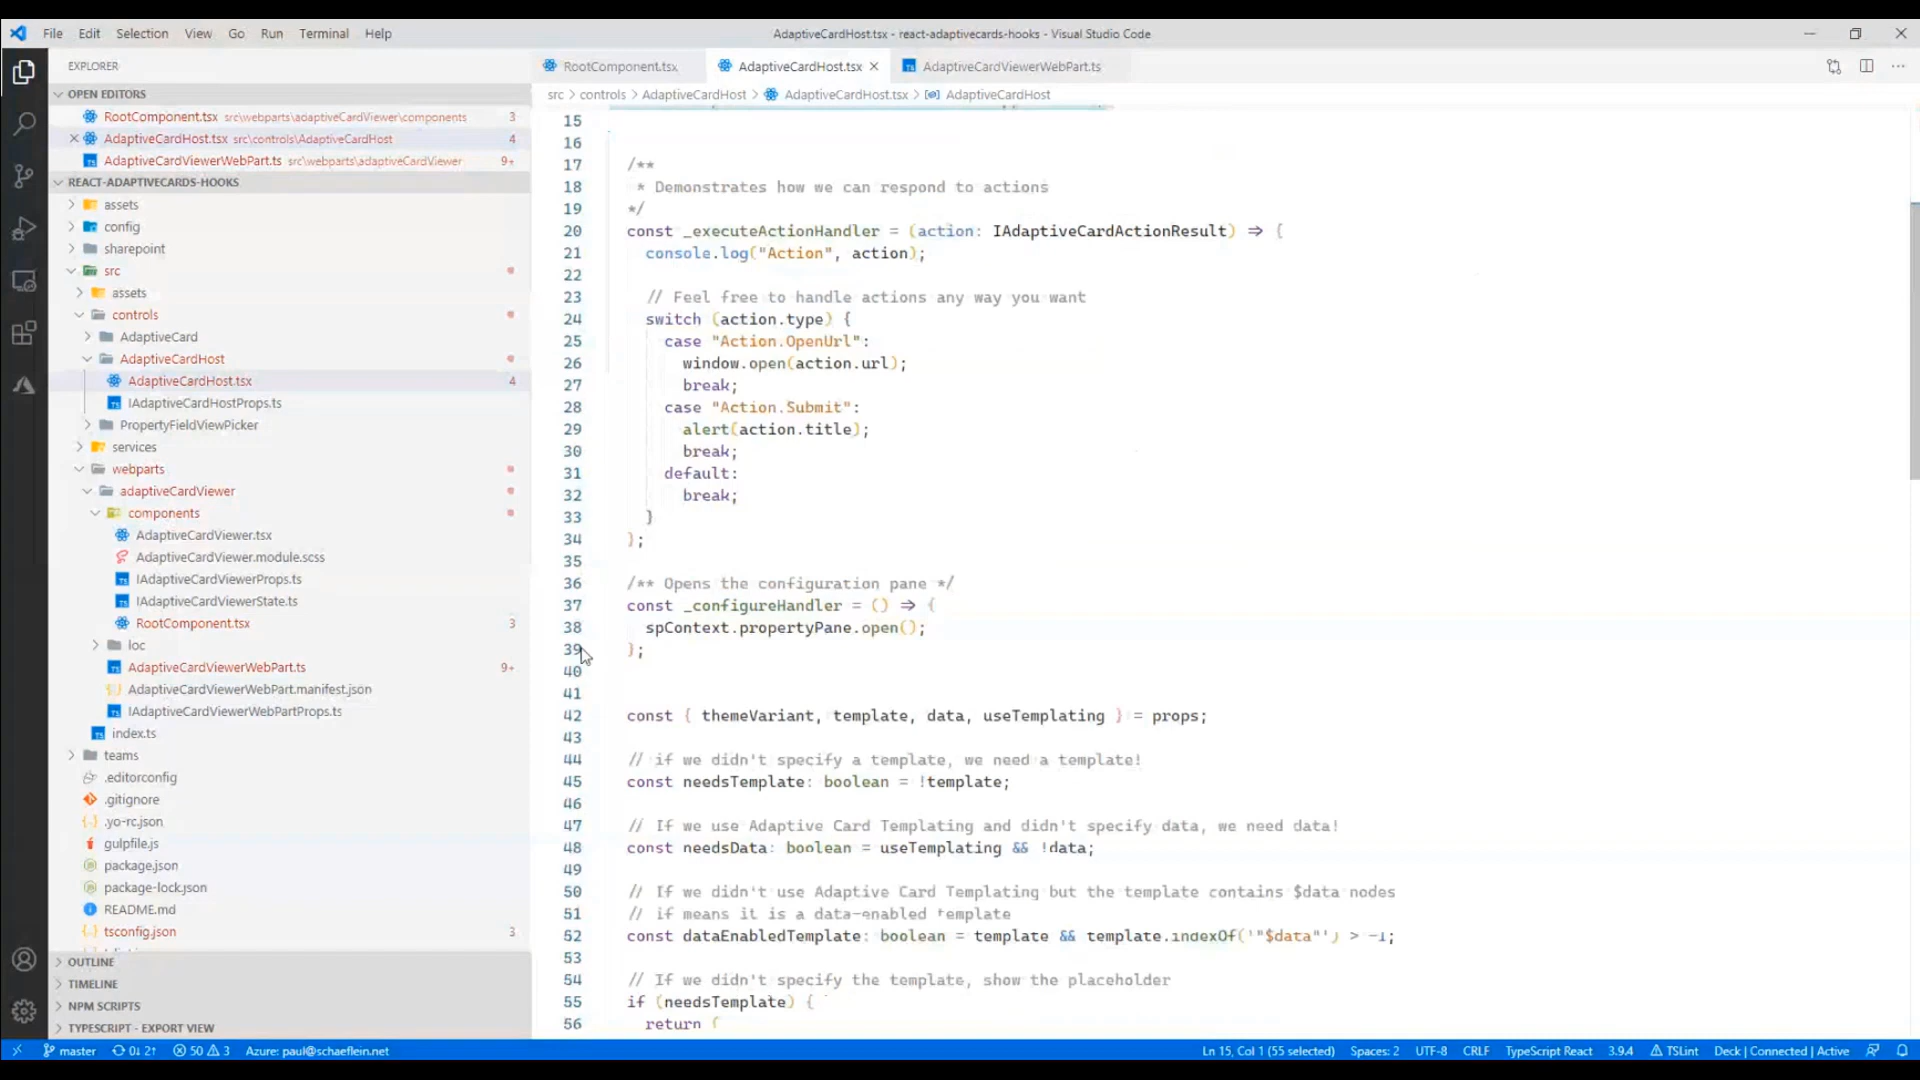 File Edit Selection View Go Run Terminal Help
AdaptiveCardHost.tsx - react-adaptivecards-hooks - Visual Studio Code
EXPLORER
OPEN EDITORS
RootComponent.tsx src\webparts\adaptiveCardViewer\components 3
AdaptiveCardHost.tsx src\controls\AdaptiveCardHost 4
AdaptiveCardViewerWebPart.ts src\webparts\adaptiveCardViewer 9+
REACT-ADAPTIVECARDS-HOOKS
assets
config
sharepoint
src
assets
controls
AdaptiveCard
AdaptiveCardHost
AdaptiveCardHost.tsx 4
IAdaptiveCardHostProps.ts
PropertyFieldViewPicker
services
webparts
adaptiveCardViewer
components
AdaptiveCardViewer.tsx
AdaptiveCardViewer.module.scss
IAdaptiveCardViewerProps.ts
IAdaptiveCardViewerState.ts
RootComponent.tsx 3
loc
AdaptiveCardViewerWebPart.ts 9+
AdaptiveCardViewerWebPart.manifest.json
IAdaptiveCardViewerWebPartProps.ts
index.ts
teams
.editorconfig
.gitignore
.yo-rc.json
gulpfile.js
package.json
package-lock.json
README.md
tsconfig.json 3
OUTLINE
TIMELINE
NPM SCRIPTS
TYPESCRIPT - EXPORT VIEW
RootComponent.tsx AdaptiveCardHost.tsx AdaptiveCardViewerWebPart.ts
src > controls > AdaptiveCardHost > AdaptiveCardHost.tsx > AdaptiveCardHost
15
16
17 /**
18 * Demonstrates how we can respond to actions
19 */
20 const _executeActionHandler = (action: IAdaptiveCardActionResult) => {
21 console.log("Action", action);
22
23 // Feel free to handle actions any way you want
24 switch (action.type) {
25 case "Action.OpenUrl":
26 window.open(action.url);
27 break;
28 case "Action.Submit":
29 alert(action.title);
30 break;
31 default:
32 break;
33 }
34 };
35
36 /** Opens the configuration pane */
37 const _configureHandler = () => {
38 spContext.propertyPane.open();
39 };
40
41
42 const { themeVariant, template, data, useTemplating } = props;
43
44 // if we didn't specify a template, we need a template!
45 const needsTemplate: boolean = !template;
46
47 // If we use Adaptive Card Templating and didn't specify data, we need data!
48 const needsData: boolean = useTemplating && !data;
49
50 // If we didn't use Adaptive Card Templating but the template contains $data nodes
51 // if means it is a data-enabled template
52 const dataEnabledTemplate: boolean = template && template.indexOf('"$data"') > -1;
53
54 // If we didn't specify the template, show the placeholder
55 if (needsTemplate) {
56 return (
master 0↓ 2↑ 50 3 Azure: paul@schaeflein.net
Ln 15, Col 1 (55 selected) Spaces: 2 UTF-8 CRLF TypeScript React 3.9.4 TSLint Deck | Connected | Active